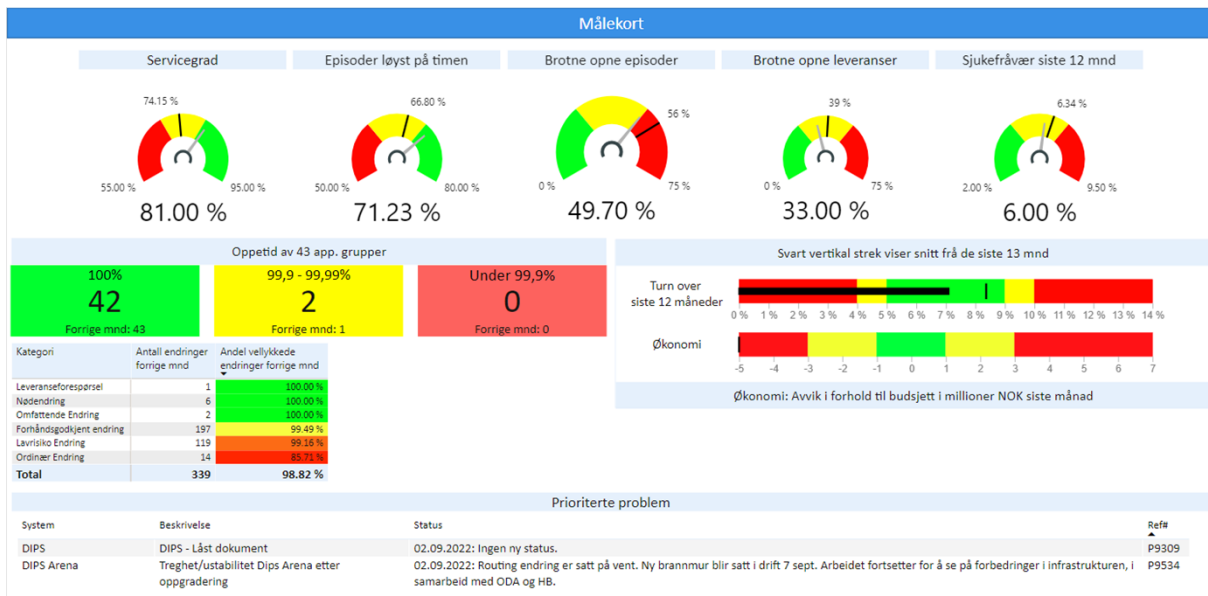 Målekort
Servicegrad
Episoder løyst på timen
Brotne opne episoder
Brotne opne leveranser
Sjukefråvær siste 12 mnd
74.15 %
55.00 %
95.00 %
81.00 %
66.80 %
50.00 %
80.00 %
71.23 %
56 %
0 %
75 %
49.70 %
39 %
0 %
75 %
33.00 %
6.34 %
2.00 %
9.50 %
6.00 %
Oppetid av 43 app. grupper
100%
42
Forrige mnd: 43
99,9 - 99,99%
2
Forrige mnd: 1
Under 99,9%
0
Forrige mnd: 0
Svart vertikal strek viser snitt frå de siste 13 mnd
Turn over
siste 12 måneder
0 % 1 % 2 % 3 % 4 % 5 % 6 % 7 % 8 % 9 % 10 % 11 % 12 % 13 % 14 %
Økonomi
-5 -4 -3 -2 -1 0 1 2 3 4 5 6 7
Økonomi: Avvik i forhold til budsjett i millioner NOK siste månad
Kategori Antall endringer Andel vellykkede
forrige mnd endringer forrige mnd
Leveranseforespørsel 1 100.00 %
Nødendring 6 100.00 %
Omfattende Endring 2 100.00 %
Forhåndsgodkjent endring 197 99.49 %
Lavrisiko Endring 119 99.16 %
Ordinær Endring 14 85.71 %
Total 339 98.82 %
Prioriterte problem
System Beskrivelse Status Ref#
DIPS DIPS - Låst dokument 02.09.2022: Ingen ny status. P9309
DIPS Arena Treghet/ustabilitet Dips Arena etter 02.09.2022: Routing endring er satt på vent. Ny brannmur blir satt i drift 7 sept. Arbeidet fortsetter for å se på forbedringer i infrastrukturen, i P9534
oppgradering samarbeid med ODA og HB.